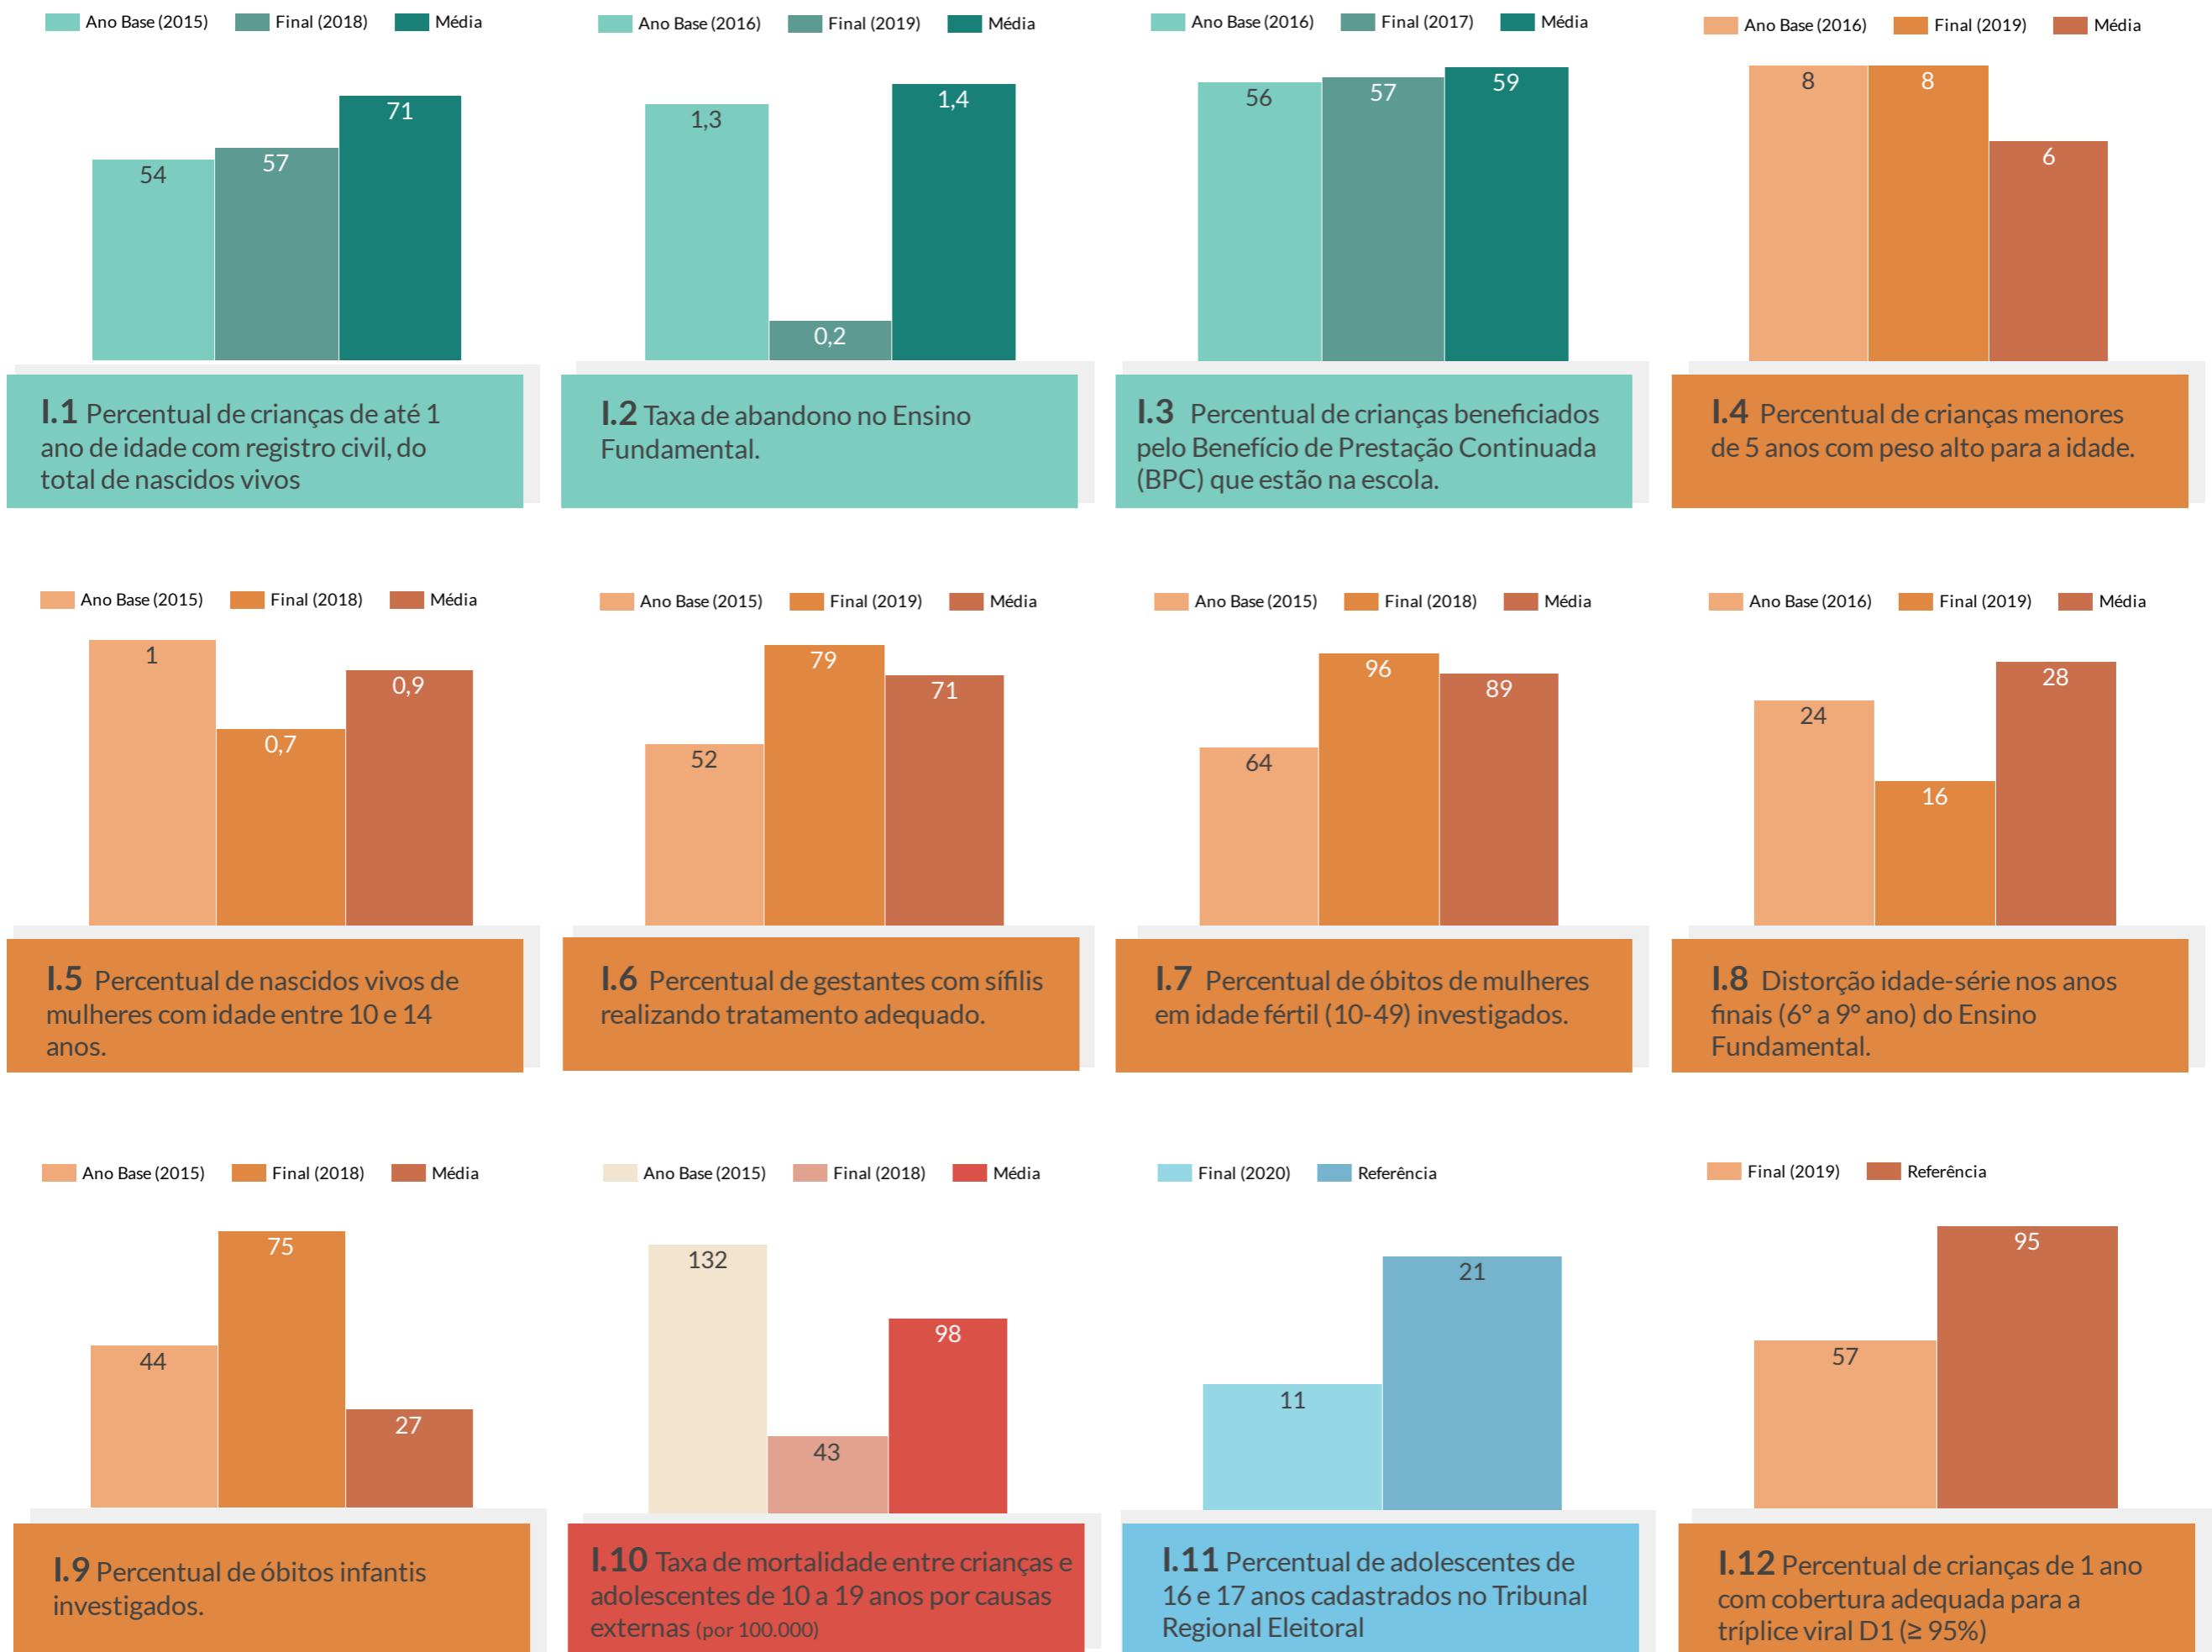 Ano Base (2015) Final (2018) Média
71
57
54
I.1 Percentual de crianças de até 1
ano de idade com registro civil, do
total de nascidos vivos
Ano Base (2016) Final (2019) Média
1,4
1,3
0,2
I.2 Taxa de abandono no Ensino
Fundamental.
Ano Base (2016) Final (2017) Média
59
57
56
I.3 Percentual de crianças beneficiados
pelo Benefício de Prestação Continuada
(BPC) que estão na escola.
Ano Base (2016) Final (2019) Média
8 8
6
I.4 Percentual de crianças menores
de 5 anos com peso alto para a idade.
Ano Base (2015) Final (2018) Média
1
0,9
0,7
I.5 Percentual de nascidos vivos de
mulheres com idade entre 10 e 14
anos.
Ano Base (2015) Final (2019) Média
79
71
52
I.6 Percentual de gestantes com sífilis
realizando tratamento adequado.
Ano Base (2015) Final (2018) Média
96
89
64
I.7 Percentual de óbitos de mulheres
em idade fértil (10-49) investigados.
Ano Base (2016) Final (2019) Média
28
24
16
I.8 Distorção idade-série nos anos
finais (6° a 9° ano) do Ensino
Fundamental.
Ano Base (2015) Final (2018) Média
75
44
27
I.9 Percentual de óbitos infantis
investigados.
Ano Base (2015) Final (2018) Média
132
98
43
I.10 Taxa de mortalidade entre crianças e
adolescentes de 10 a 19 anos por causas
externas (por 100.000)
Final (2020) Referência
21
11
I.11 Percentual de adolescentes de
16 e 17 anos cadastrados no Tribunal
Regional Eleitoral
Final (2019) Referência
95
57
I.12 Percentual de crianças de 1 ano
com cobertura adequada para a
tríplice viral D1 (≥ 95%)